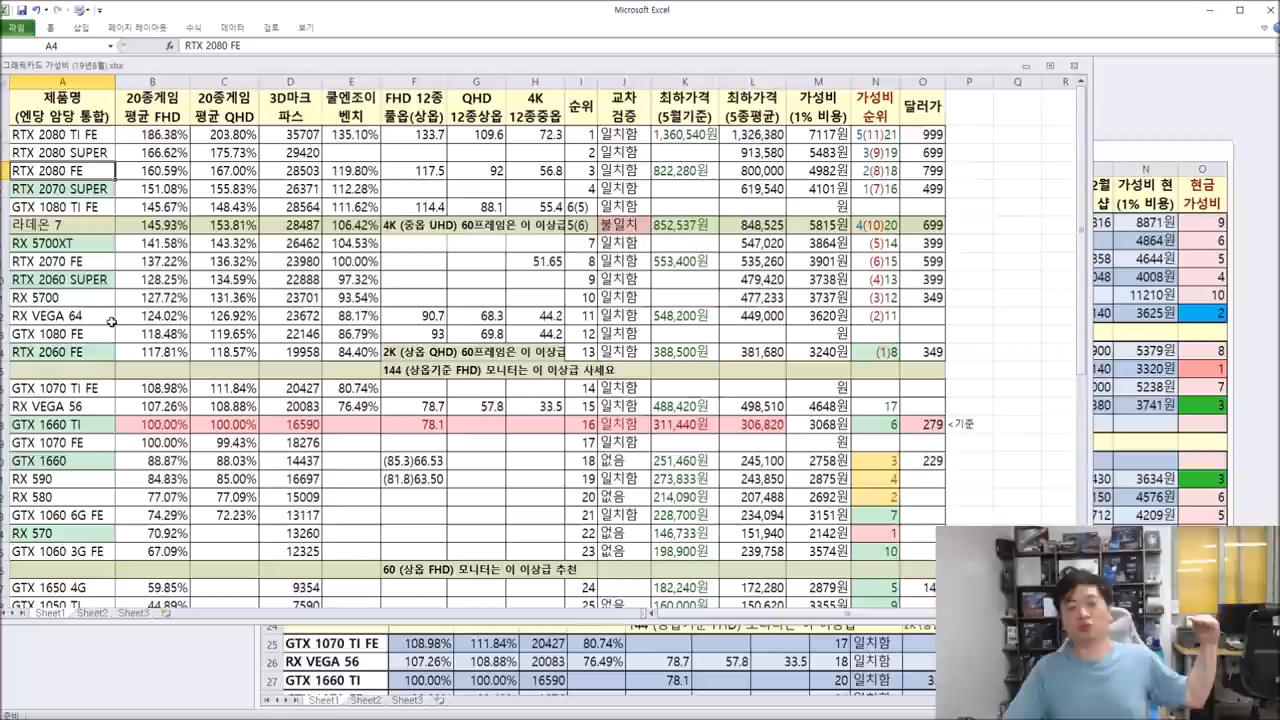 Microsoft Excel
파일 홈 삽입 페이지 레이아웃 수식 데이터 검토 보기
A4 fx RTX 2080 FE
그래픽카드 가성비 (19년8월).xlsx
A B C D E F G H I J K L M N O P Q R
제품명 20종게임 20종게임 3D마크 쿨엔조이 FHD 12종 QHD 4K 순위 교차 최하가격 최하가격 가성비 가성비 달러가
(엔당 암당 통합) 평균 FHD 평균 QHD 파스 벤치 풀옵(상옵) 12종상옵 12종중옵 검증 (5월기준) (5종평균) (1% 비용) 순위
RTX 2080 TI FE 186.38% 203.80% 35707 135.10% 133.7 109.6 72.3 1 일치함 1,360,540원 1,326,380 7117원 5(11)21 999
RTX 2080 SUPER 166.62% 175.73% 29420 2 일치함 913,580 5483원 3(9)19 699
RTX 2080 FE 160.59% 167.00% 28503 119.80% 117.5 92 56.8 3 일치함 822,280원 800,000 4982원 2(8)18 799
RTX 2070 SUPER 151.08% 155.83% 26371 112.28% 4 일치함 619,540 4101원 1(7)16 499
GTX 1080 TI FE 145.67% 148.43% 28564 111.62% 114.4 88.1 55.4 6(5) 일치함 원
라데온 7 145.93% 153.81% 28487 106.42% 4K (중옵 UHD) 60프레임은 이 이상급 5(6) 불일치 852,537원 848,525 5815원 4(10)20 699
RX 5700XT 141.58% 143.32% 26462 104.53% 7 일치함 547,020 3864원 (5)14 399
RTX 2070 FE 137.22% 136.32% 23980 100.00% 51.65 8 일치함 553,400원 535,260 3901원 (6)15 599
RTX 2060 SUPER 128.25% 134.59% 22888 97.32% 9 일치함 479,420 3738원 (4)13 399
RX 5700 127.72% 131.36% 23701 93.54% 10 일치함 477,233 3737원 (3)12 349
RX VEGA 64 124.02% 126.92% 23672 88.17% 90.7 68.3 44.2 11 일치함 548,200원 449,000 3620원 (2)11
GTX 1080 FE 118.48% 119.65% 22146 86.79% 93 69.8 44.2 12 일치함 원
RTX 2060 FE 117.81% 118.57% 19958 84.40% 2K (상옵 QHD) 60프레임은 이 이상급 13 일치함 388,500원 381,680 3240원 (1)8 349
144 (상옵기준 FHD) 모니터는 이 이상급 사세요
GTX 1070 TI FE 108.98% 111.84% 20427 80.74% 14 일치함 원
RX VEGA 56 107.26% 108.88% 20083 76.49% 78.7 57.8 33.5 15 일치함 488,420원 498,510 4648원 17
GTX 1660 TI 100.00% 100.00% 16590 78.1 16 일치함 311,440원 306,820 3068원 6 279 <기준
GTX 1070 FE 100.00% 99.43% 18276 17 일치함 원
GTX 1660 88.87% 88.03% 14437 (85.3)66.53 18 없음 251,460원 245,100 2758원 3 229
RX 590 84.83% 85.00% 16697 (81.8)63.50 19 일치함 273,833원 243,850 2875원 4
RX 580 77.07% 77.09% 15009 20 없음 214,090원 207,488 2692원 2
GTX 1060 6G FE 74.29% 72.23% 13117 21 일치함 228,700원 234,094 3151원 7
RX 570 70.92% 13260 22 없음 146,733원 151,940 2142원 1
GTX 1060 3G FE 67.09% 12325 23 없음 198,900원 239,758 3574원 10
60 (상옵 FHD) 모니터는 이 이상급 추천
GTX 1650 4G 59.85% 9354 24 182,240원 172,280 2879원 5
GTX 1050 TI 44.89% 7590 25 160,000원 150,620 3355원 9
Sheet1 Sheet2 Sheet3
N O
2월 가성비 현 현금
샵 (1% 비용) 가성비
316 8871원 9
4864원 6
358 4644원 5
048 4008원 4
11210원 10
140 3625원 2
900 5379원 8
140 3320원 1
000 5238원 7
380 3741원 3
430 3634원 3
150 4576원 6
712 4209원 5
24
25 GTX 1070 TI FE 108.98% 111.84% 20427 80.74% 17 일치함
26 RX VEGA 56 107.26% 108.88% 20083 76.49% 78.7 57.8 33.5 18 일치함
27 GTX 1660 TI 100.00% 100.00% 16590 78.1 20 일치함
Sheet1 Sheet2 Sheet3
준비